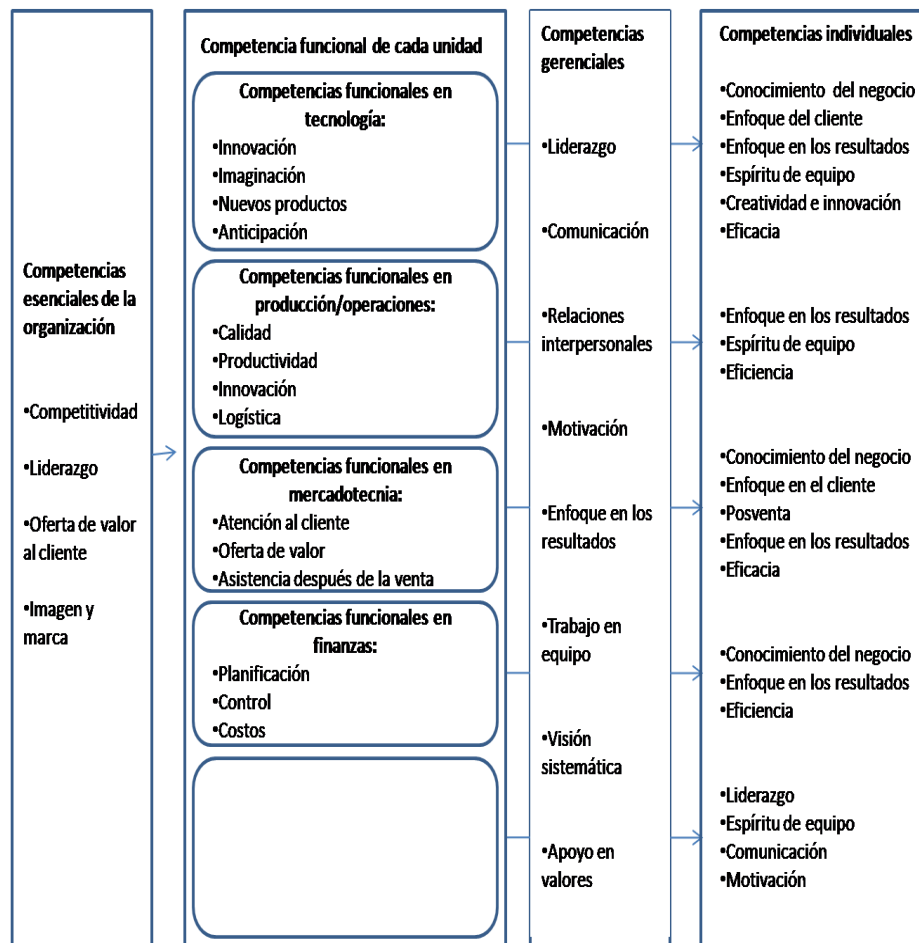 Competencias
esenciales de la
organización
•Competitividad
•Liderazgo
•Oferta de valor
al cliente
•Imagen y
marca
Competencia funcional de cada unidad
Competencias funcionales en
tecnología:
•Innovación
•Imaginación
•Nuevos productos
•Anticipación
Competencias funcionales en
producción/operaciones:
•Calidad
•Productividad
•Innovación
•Logística
Competencias funcionales en
mercadotecnia:
•Atención al cliente
•Oferta de valor
•Asistencia después de la venta
Competencias funcionales en
finanzas:
•Planificación
•Control
•Costos
Competencias
gerenciales
•Liderazgo
•Comunicación
•Relaciones
interpersonales
•Motivación
•Enfoque en los
resultados
•Trabajo en
equipo
•Visión
sistemática
•Apoyo en
valores
Competencias individuales
•Conocimiento del negocio
•Enfoque del cliente
•Enfoque en los resultados
•Espíritu de equipo
•Creatividad e innovación
•Eficacia
•Enfoque en los resultados
•Espíritu de equipo
•Eficiencia
•Conocimiento del negocio
•Enfoque en el cliente
•Posventa
•Enfoque en los resultados
•Eficacia
•Conocimiento del negocio
•Enfoque en los resultados
•Eficiencia
•Liderazgo
•Espíritu de equipo
•Comunicación
•Motivación